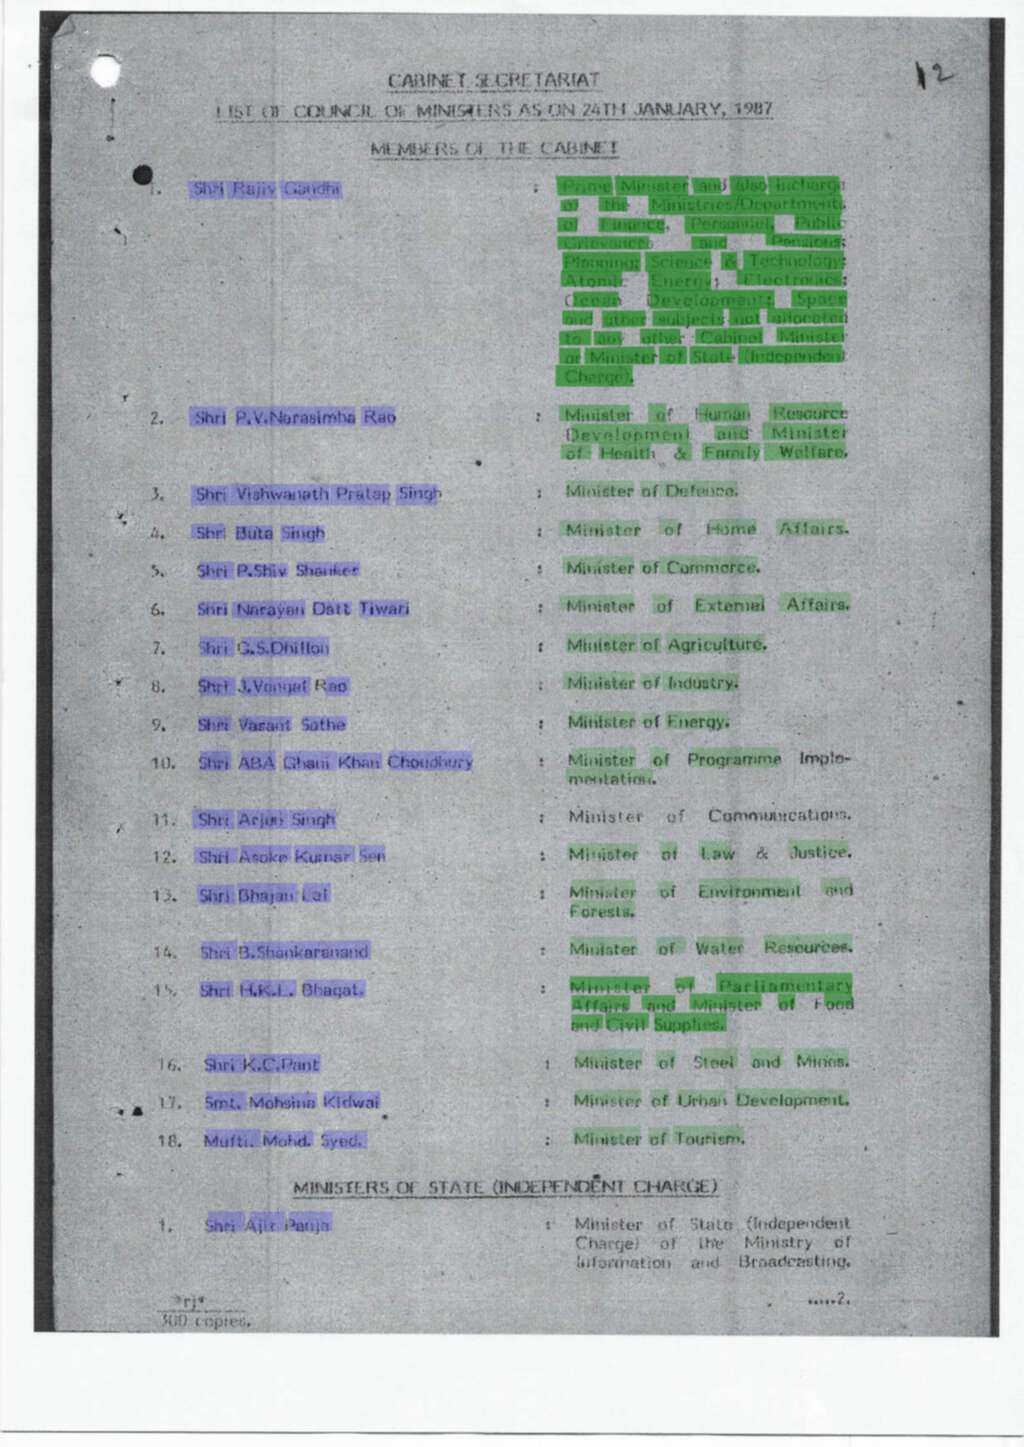 12
CABINET SECRETARIAT
LIST OF COUNCIL OF MINISTERS AS ON 24TH JANUARY, 1987
MEMBERS OF THE CABINET
1. Shri Rajiv Gandhi : Prime Minister and also Incharge
of the Ministries/Departments
of Finance, Personnel, Public
Grievances and Pensions;
Planning; Science & Technology;
Atomic Energy; Electronics;
Ocean Development; Space
and other subjects not allocated
to any other Cabinet Minister
or Minister of State (Independent
Charge).
2. Shri P.V.Narasimha Rao : Minister of Human Resource
Development and Minister
of Health & Family Welfare.
3. Shri Vishwanath Pratap Singh : Minister of Defence.
4. Shri Buta Singh : Minister of Home Affairs.
5. Shri P.Shiv Shanker : Minister of Commerce.
6. Shri Narayan Datt Tiwari : Minister of External Affairs.
7. Shri G.S.Dhillon : Minister of Agriculture.
8. Shri J.Vengal Rao : Minister of Industry.
9. Shri Vasant Sathe : Minister of Energy.
10. Shri ABA Ghani Khan Choudhury : Minister of Programme Imple-
mentation.
11. Shri Arjun Singh : Minister of Communications.
12. Shri Asoke Kumar Sen : Minister of Law & Justice.
13. Shri Bhajan Lal : Minister of Environment and
Forests.
14. Shri B.Shankaranand : Minister of Water Resources.
15. Shri H.K.L. Bhagat. : Minister of Parliamentary
Affairs and Minister of Food
and Civil Supplies.
16. Shri K.C.Pant : Minister of Steel and Mines.
17. Smt. Mohsina Kidwai : Minister of Urban Development.
18. Mufti. Mohd. Syed. : Minister of Tourism.
MINISTERS OF STATE (INDEPENDENT CHARGE)
1. Shri Ajit Panja : Minister of State (Independent
Charge) of the Ministry of
Information and Broadcasting.
*rj*
300 copies.
.....2.